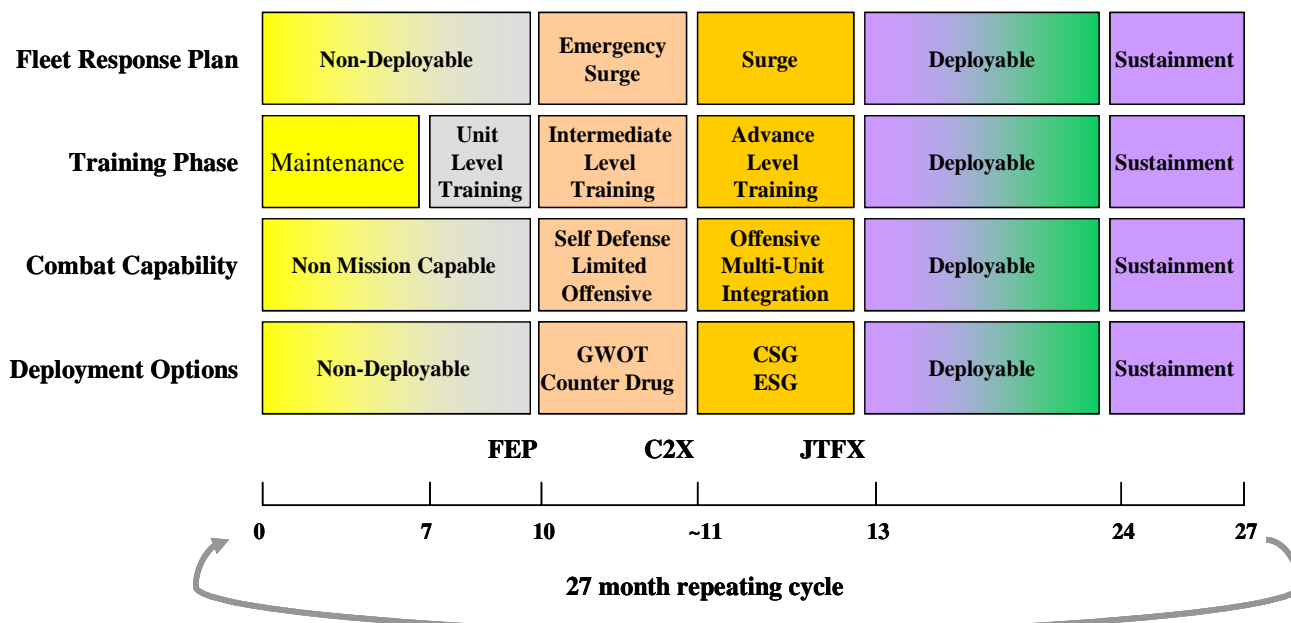 Fleet Response Plan
Non-Deployable
Emergency
Surge
Surge
Deployable
Sustainment
Training Phase
Maintenance
Unit
Level
Training
Intermediate
Level
Training
Advance
Level
Training
Deployable
Sustainment
Combat Capability
Non Mission Capable
Self Defense
Limited
Offensive
Offensive
Multi-Unit
Integration
Deployable
Sustainment
Deployment Options
Non-Deployable
GWOT
Counter Drug
CSG
ESG
Deployable
Sustainment
FEP
C2X
JTFX
0
7
10
~11
13
24
27
27 month repeating cycle